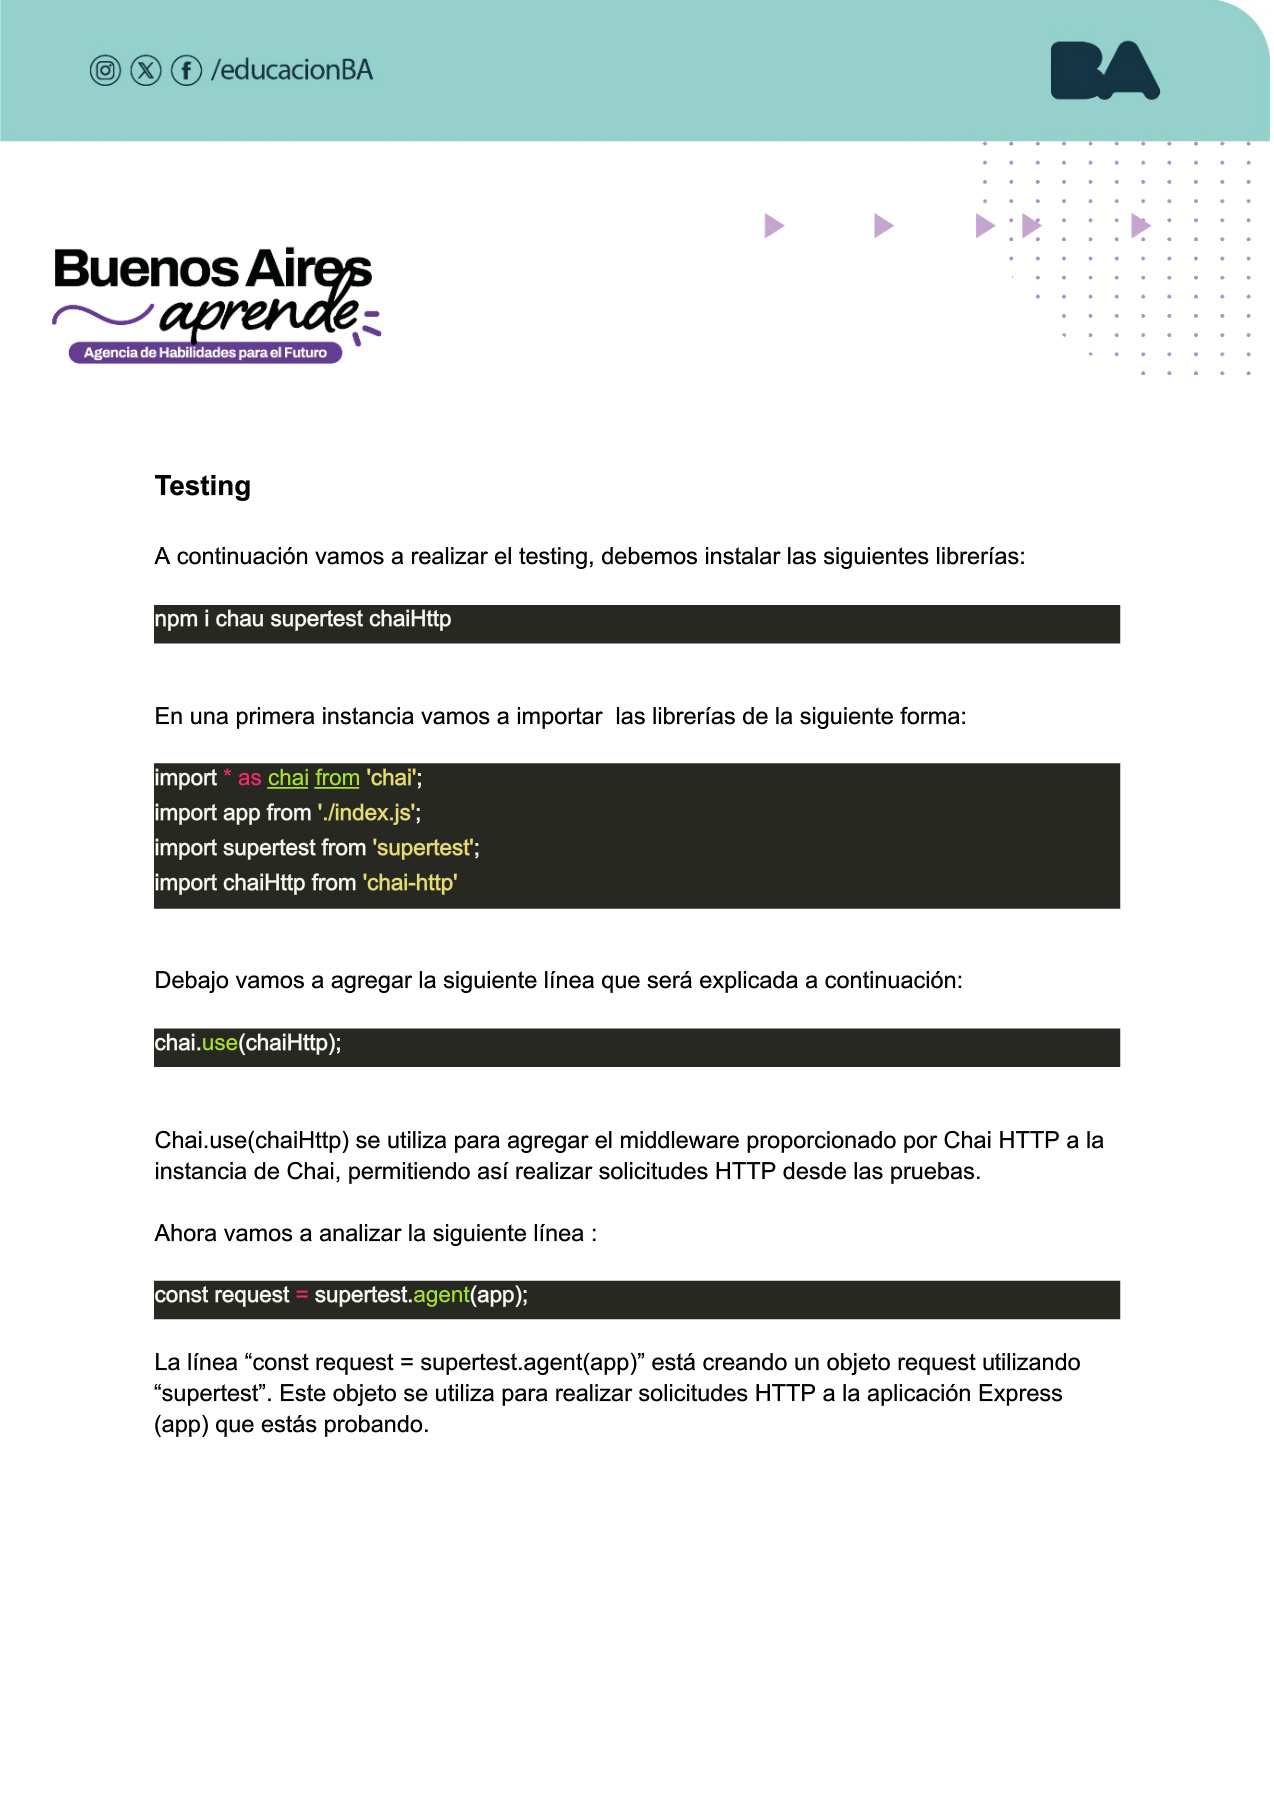 /educacionBA
BA
Buenos Aires
aprende
Agencia de Habilidades para el Futuro
Testing
A continuación vamos a realizar el testing, debemos instalar las siguientes librerías:
npm i chau supertest chaiHttp
En una primera instancia vamos a importar  las librerías de la siguiente forma:
import * as chai from 'chai';
import app from './index.js';
import supertest from 'supertest';
import chaiHttp from 'chai-http'
Debajo vamos a agregar la siguiente línea que será explicada a continuación:
chai.use(chaiHttp);
Chai.use(chaiHttp) se utiliza para agregar el middleware proporcionado por Chai HTTP a la
instancia de Chai, permitiendo así realizar solicitudes HTTP desde las pruebas.
Ahora vamos a analizar la siguiente línea :
const request = supertest.agent(app);
La línea “const request = supertest.agent(app)” está creando un objeto request utilizando
“supertest”. Este objeto se utiliza para realizar solicitudes HTTP a la aplicación Express
(app) que estás probando.